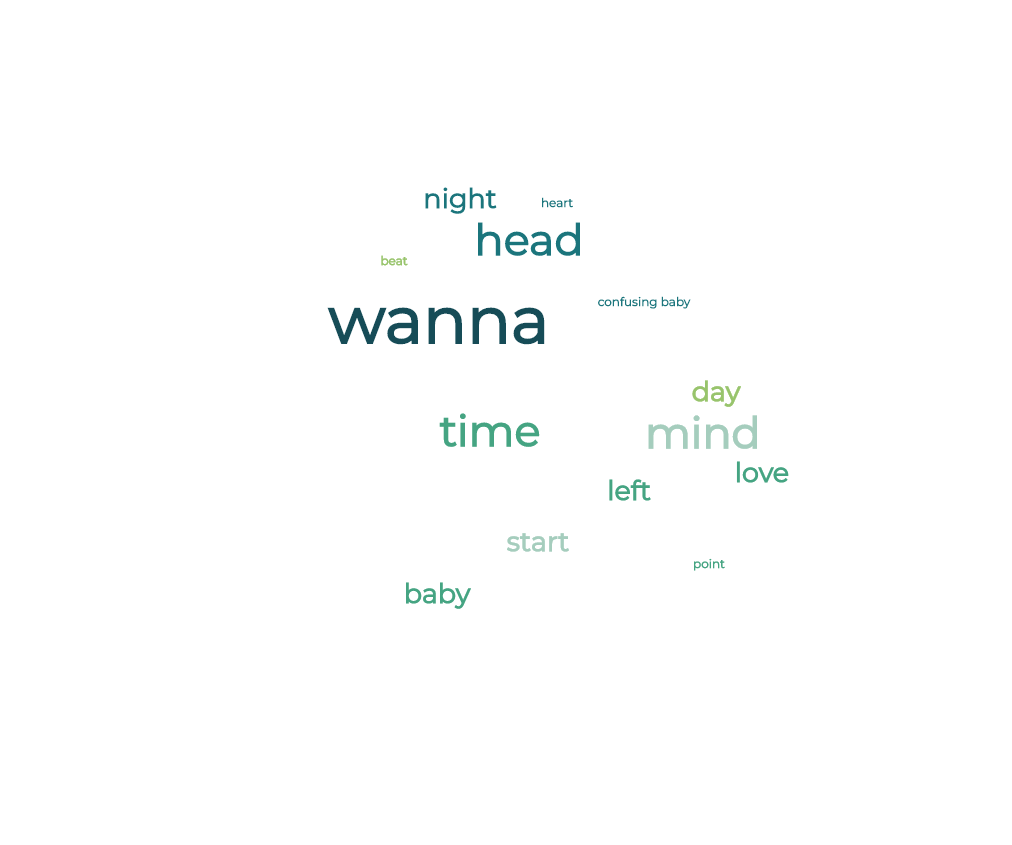 night
heart
head
beat
wanna
confusing baby
day
time
mind
love
left
start
point
baby